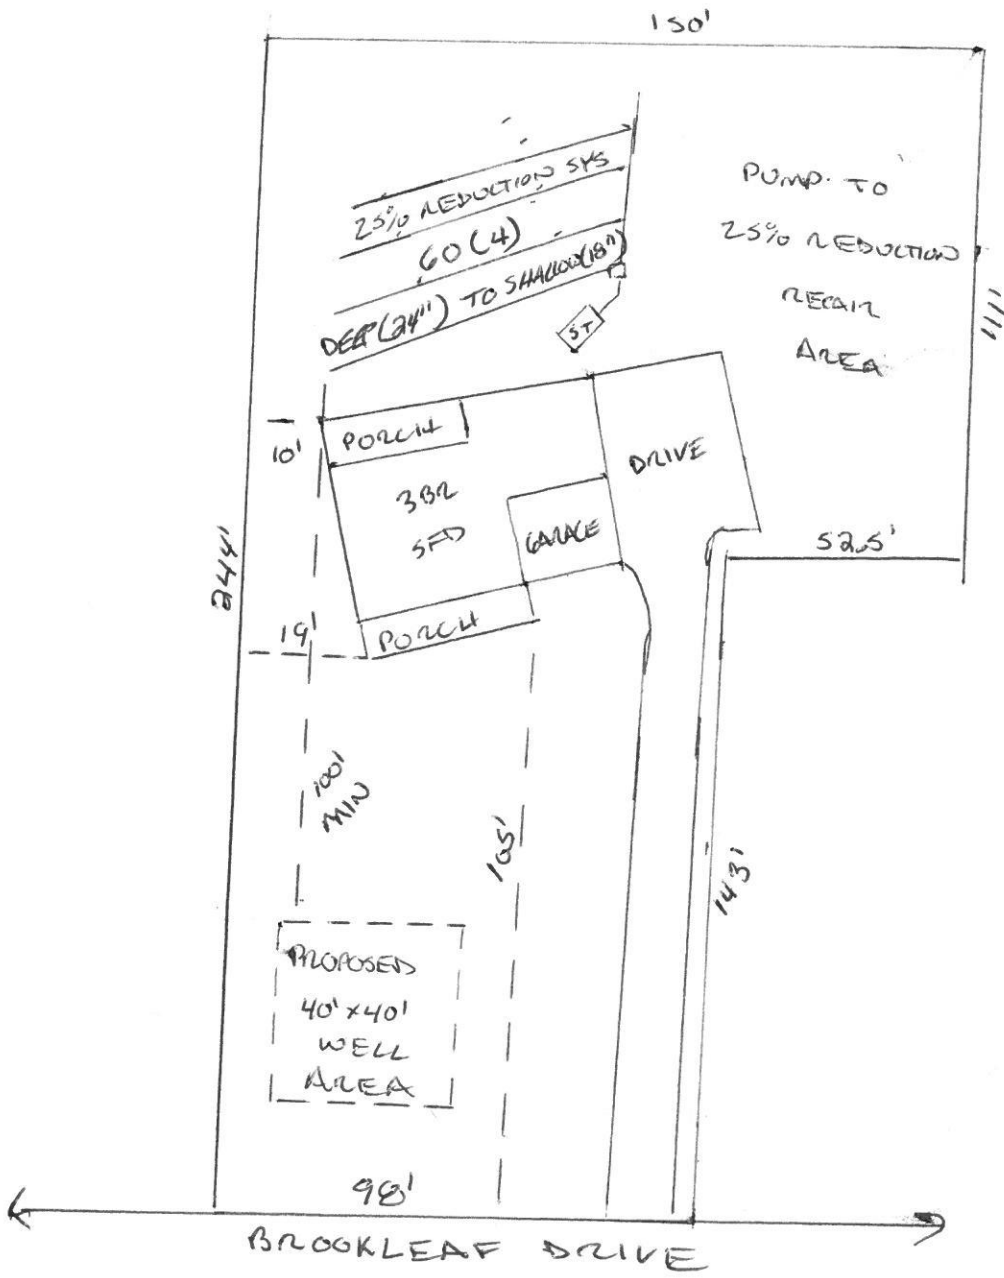 150'
25% REDUCTION SYS
60 (4)
DEEP (24") TO SHALLOW (18")
ST
PUMP TO
25% REDUCTION
REPAIR
AREA
111'
10'
PORCH
3BR
SFD
GARAGE
DRIVE
52.5'
244'
19'
PORCH
100'
MIN
105'
143'
PROPOSED
40' x 40'
WELL
AREA
98'
BROOKLEAF DRIVE